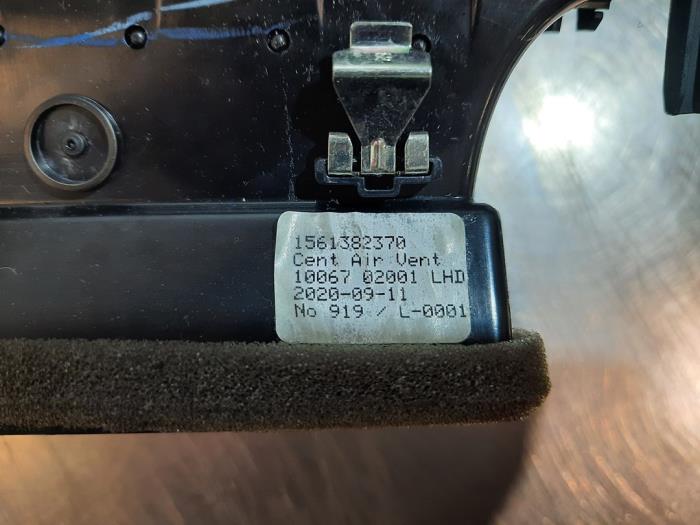 1561382370
Cent Air Vent
10067 02001 LHD
2020-09-11
No 919 / L-0001